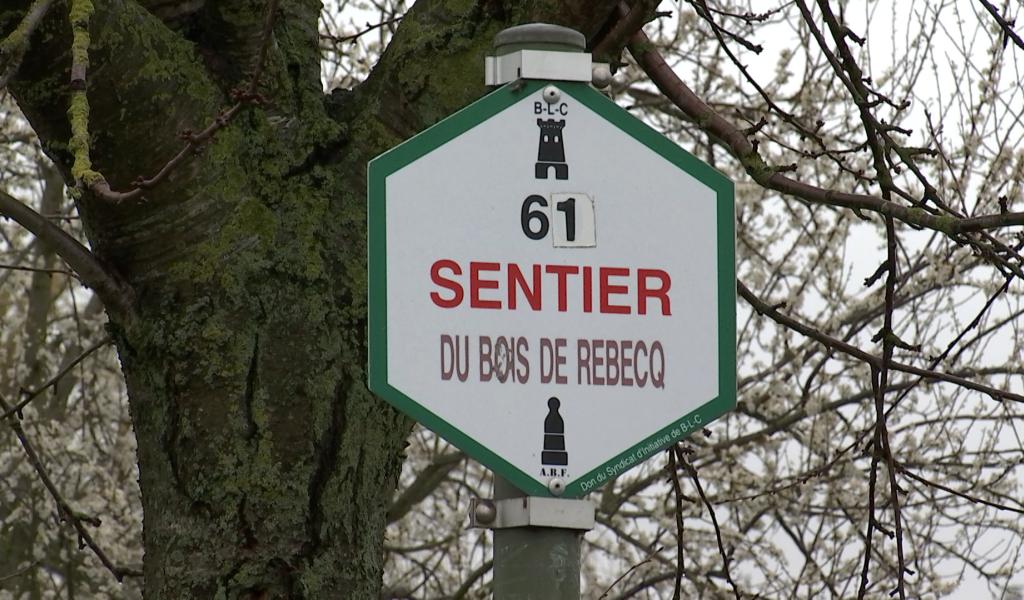 B-L-C
61
SENTIER
DU BOIS DE REBECQ
A.B.F.
Don du Syndicat d'Initiative de B-L-C